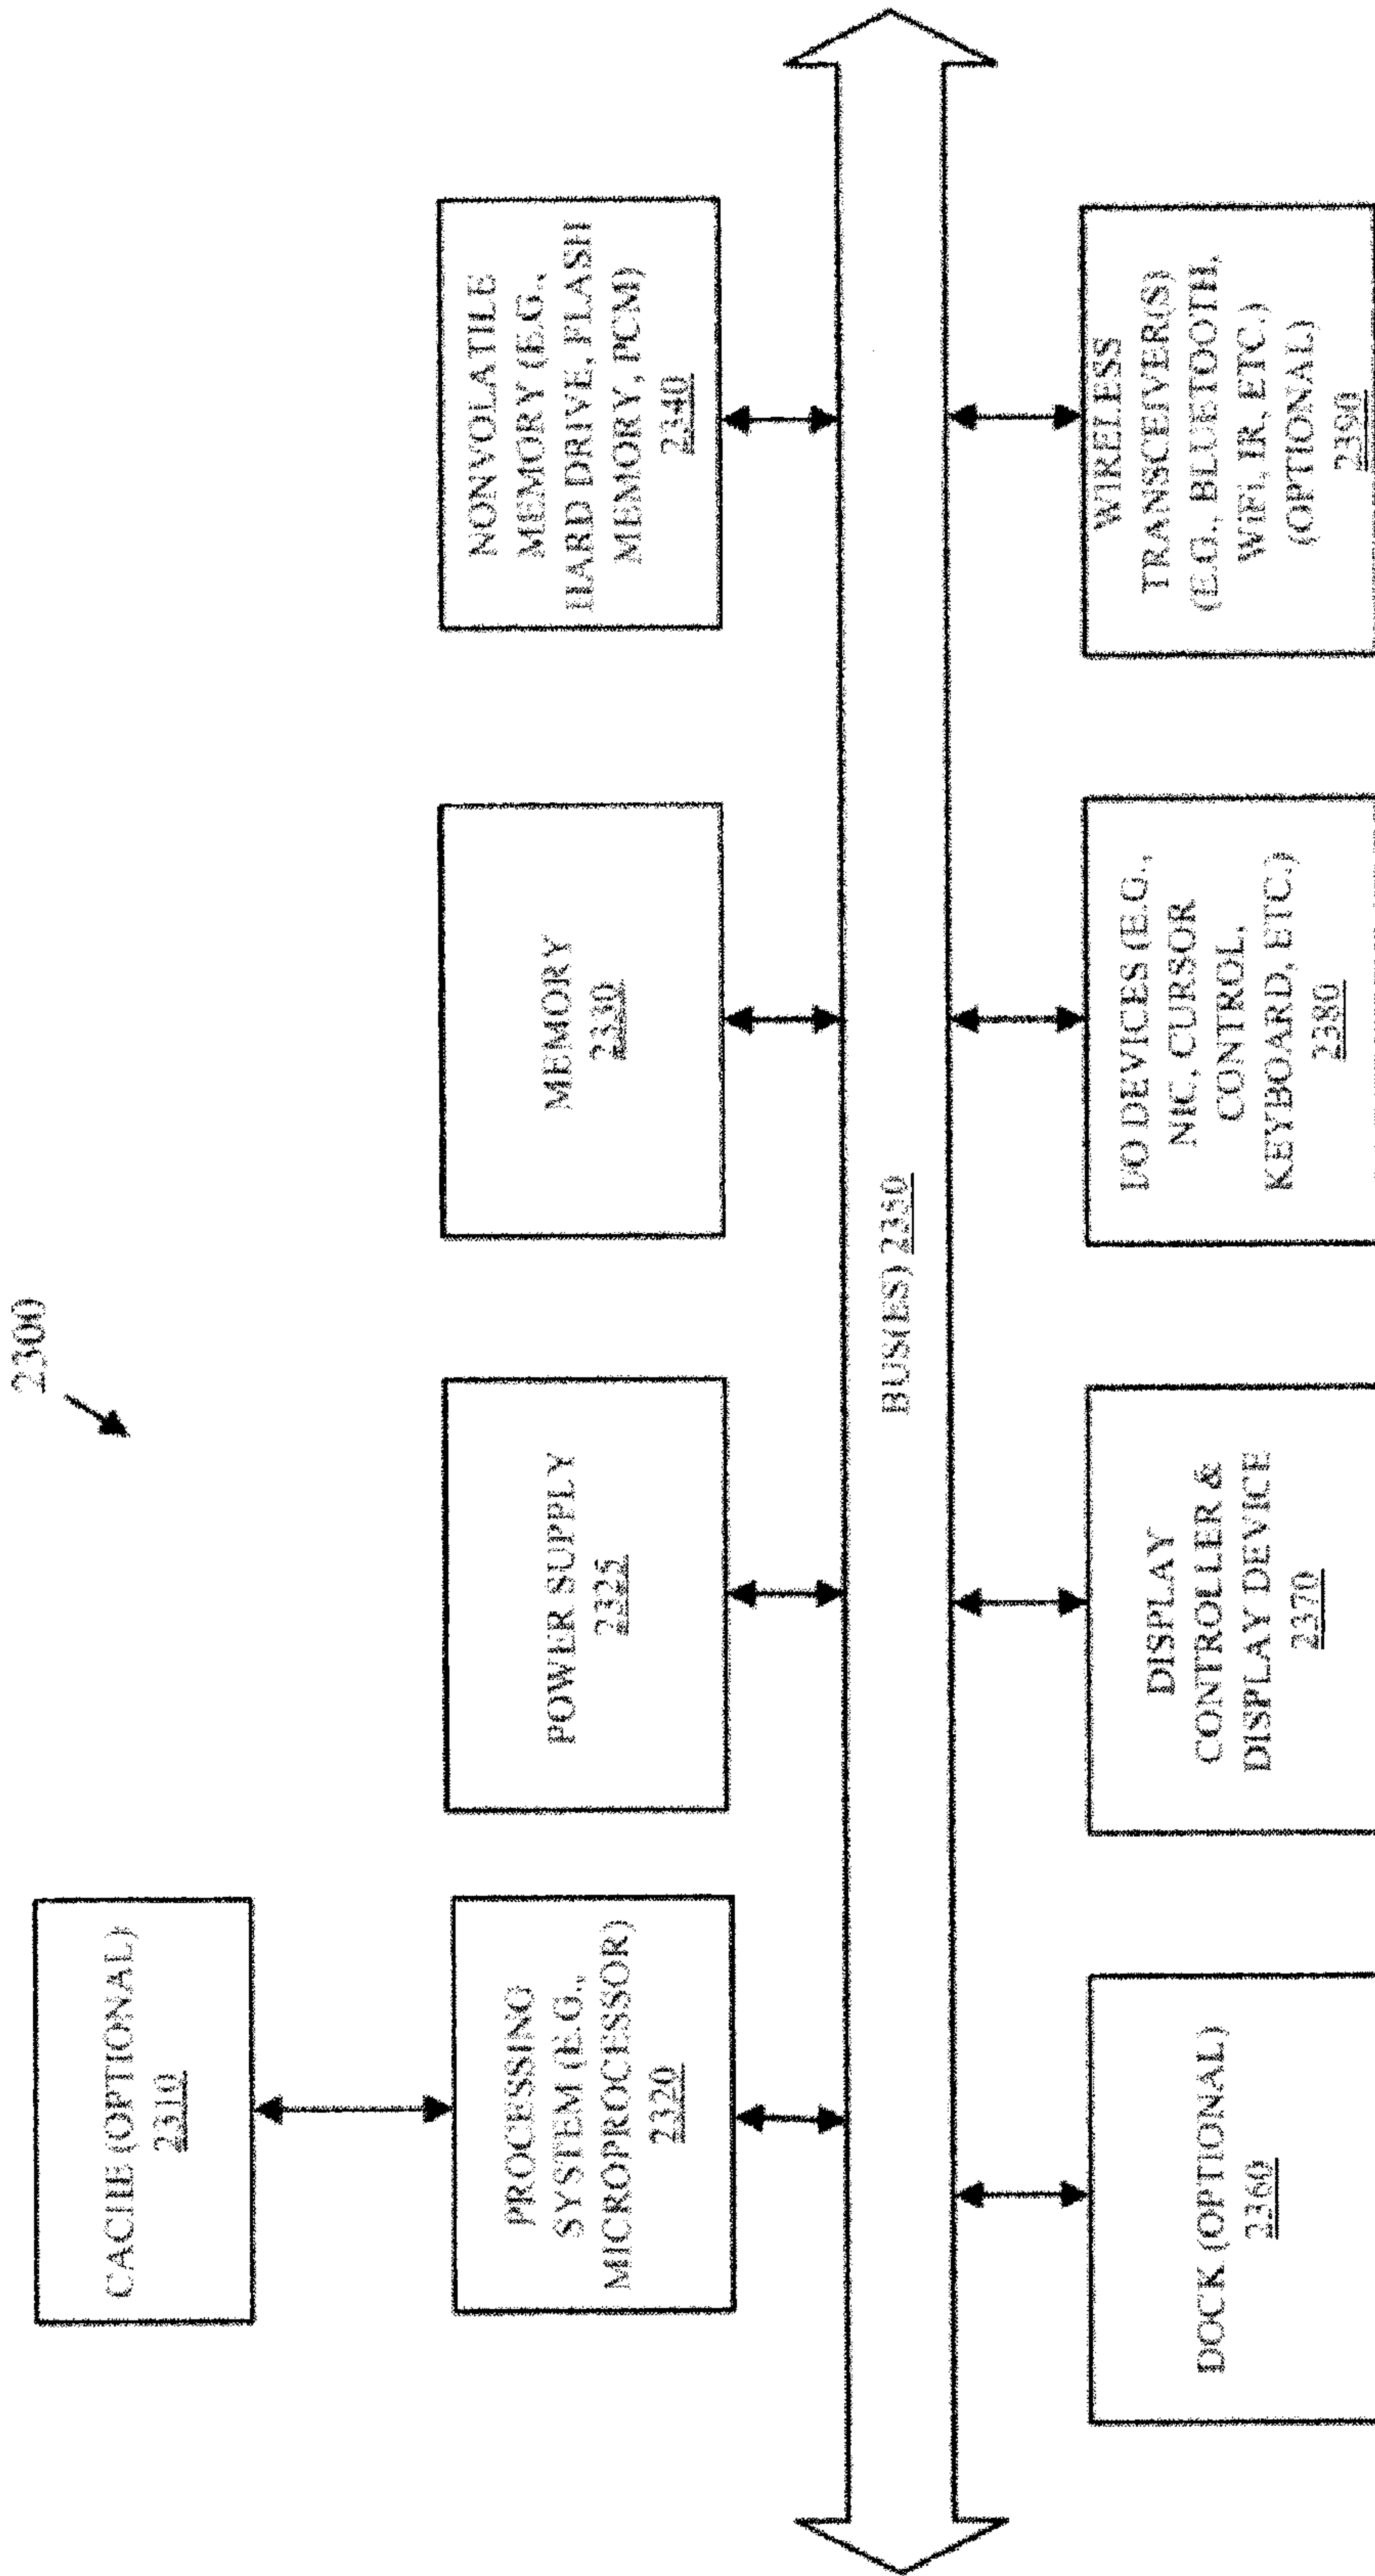 2300
CACHE (OPTIONAL)
2310
PROCESSING
SYSTEM (E.G.,
MICROPROCESSOR)
2320
POWER SUPPLY
2325
MEMORY
2330
NONVOLATILE
MEMORY (E.G.,
HARD DRIVE, FLASH
MEMORY, PCM)
2340
BUS(ES) 2350
DOCK (OPTIONAL)
2360
DISPLAY
CONTROLLER &
DISPLAY DEVICE
2370
I/O DEVICES (E.G.,
NIC, CURSOR
CONTROL,
KEYBOARD, ETC.)
2380
WIRELESS
TRANSCEIVER(S)
(E.G., BLUETOOTH,
WiFi, IR, ETC.)
(OPTIONAL)
2390